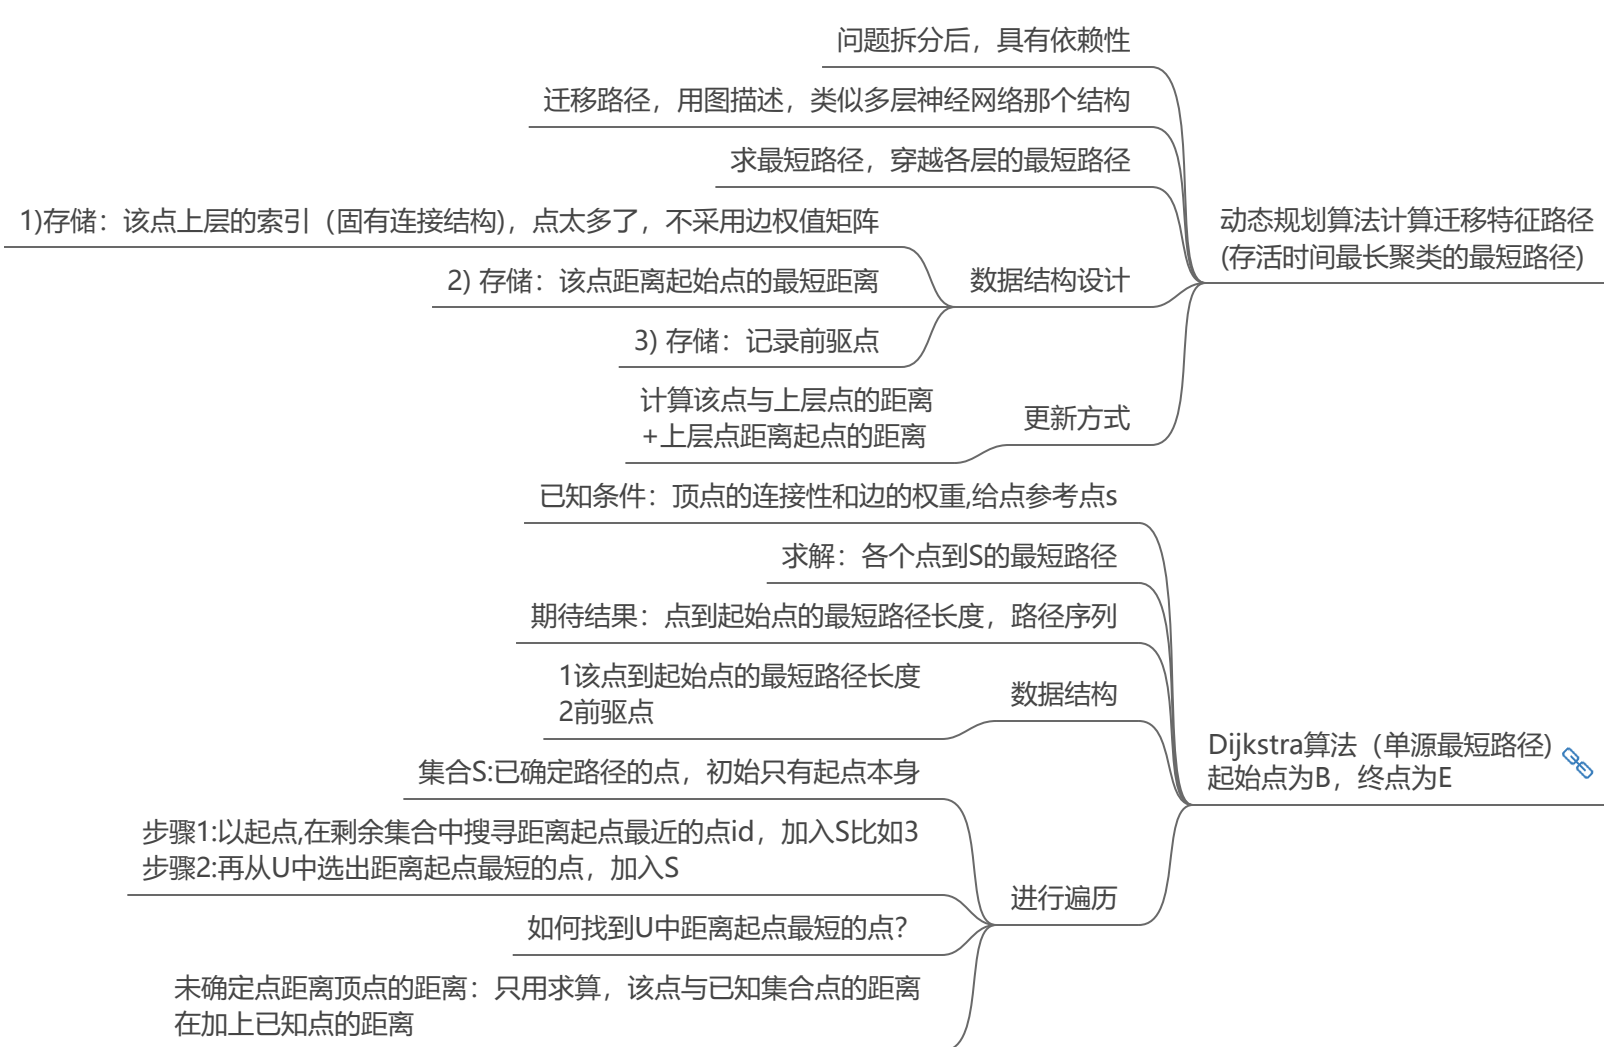 问题拆分后，具有依赖性
迁移路径，用图描述，类似多层神经网络那个结构
求最短路径，穿越各层的最短路径
1)存储：该点上层的索引（固有连接结构)，点太多了，不采用边权值矩阵
2) 存储：该点距离起始点的最短距离
3) 存储：记录前驱点
数据结构设计
计算该点与上层点的距离
+上层点距离起点的距离
更新方式
动态规划算法计算迁移特征路径
(存活时间最长聚类的最短路径)
已知条件：顶点的连接性和边的权重,给点参考点s
求解：各个点到S的最短路径
期待结果：点到起始点的最短路径长度，路径序列
1该点到起始点的最短路径长度
2前驱点
数据结构
集合S:已确定路径的点，初始只有起点本身
步骤1:以起点,在剩余集合中搜寻距离起点最近的点id，加入S比如3
步骤2:再从U中选出距离起点最短的点，加入S
如何找到U中距离起点最短的点？
未确定点距离顶点的距离：只用求算，该点与已知集合点的距离
在加上已知点的距离
进行遍历
Dijkstra算法（单源最短路径)
起始点为B，终点为E